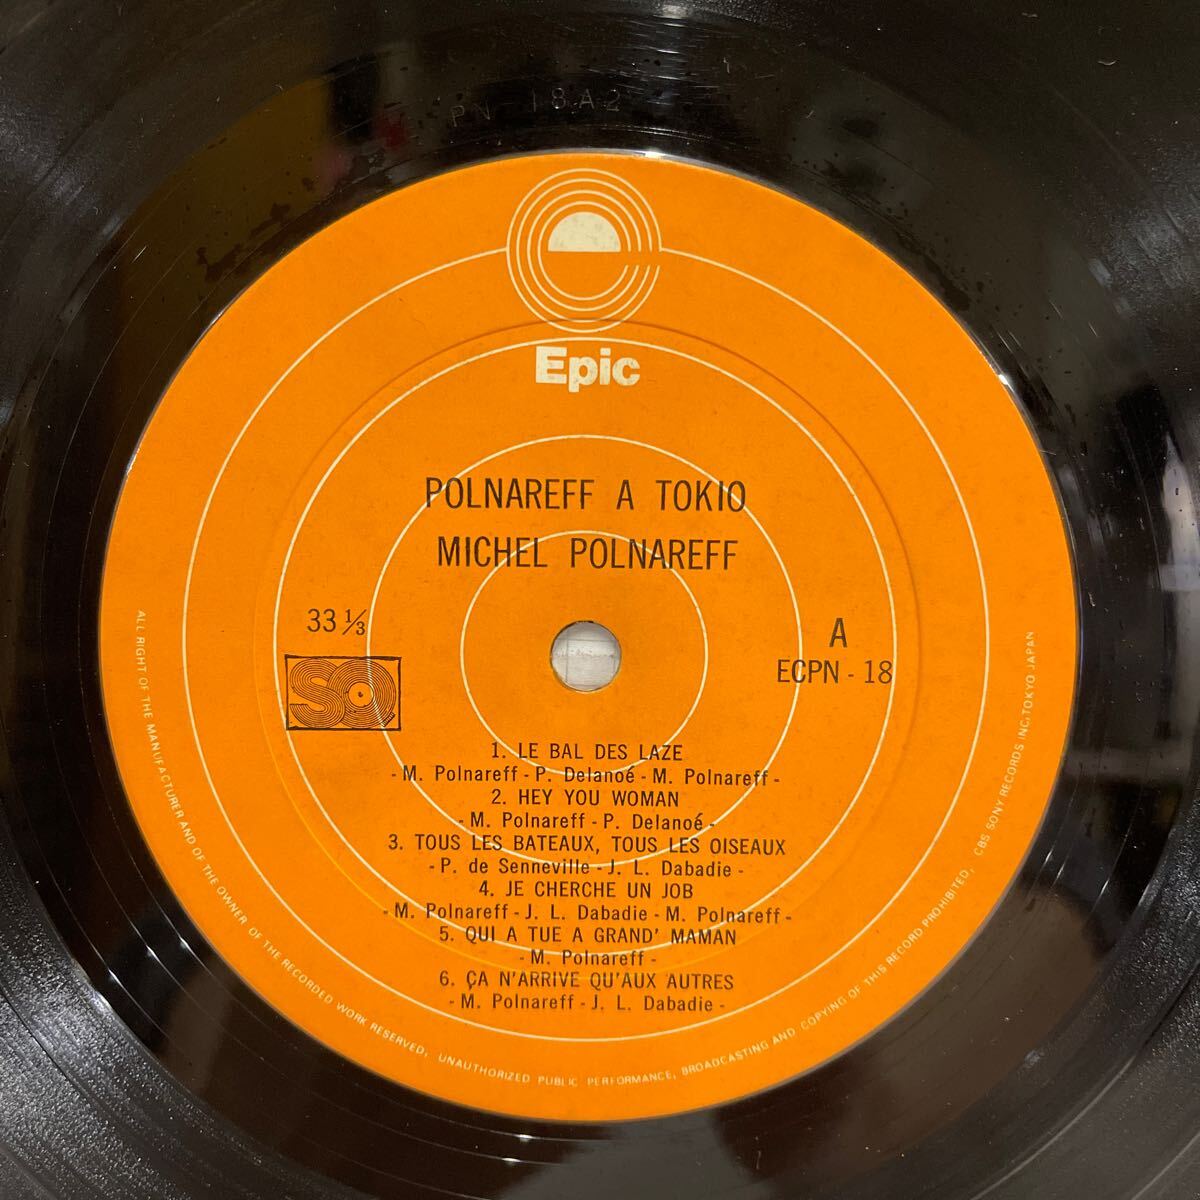 PN-18A2
Epic
POLNAREFF A TOKIO
MICHEL POLNAREFF
33 1/3
A
SQ
ECPN - 18
1. LE BAL DES LAZE
- M. Polnareff - P. Delanoé - M. Polnareff -
2. HEY YOU WOMAN
- M. Polnareff - P. Delanoé -
3. TOUS LES BATEAUX, TOUS LES OISEAUX
- P. de Senneville - J. L. Dabadie -
4. JE CHERCHE UN JOB
- M. Polnareff - J. L. Dabadie - M. Polnareff -
5. QUI A TUE A GRAND' MAMAN
- M. Polnareff -
6. ÇA N'ARRIVE QU'AUX AUTRES
- M. Polnareff - J. L. Dabadie -
ALL RIGHT OF THE MANUFACTURER AND OF THE OWNER OF THE RECORDED WORK RESERVED, UNAUTHORIZED PUBLIC PERFORMANCE, BROADCASTING AND COPYING OF THIS RECORD PROHIBITED, CBS SONY RECORDS INC, TOKYO JAPAN